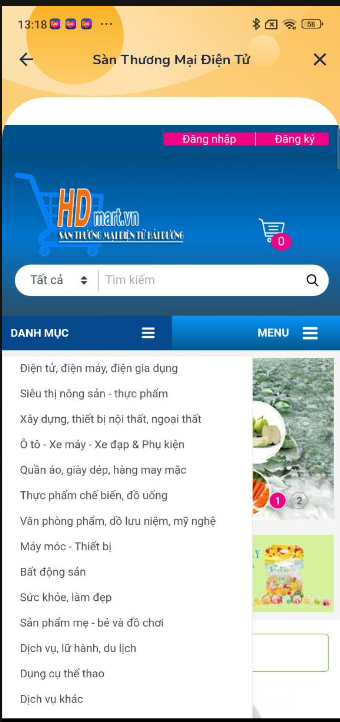 13:18
58
Sàn Thương Mại Điện Tử
Đăng nhập
Đăng ký
HDmart.vn
SÀN THƯƠNG MẠI ĐIỆN TỬ HẢI DƯƠNG
0
Tất cả
Tìm kiếm
DANH MỤC
MENU
Điện tử, điện máy, điện gia dụng
Siêu thị nông sản - thực phẩm
Xây dựng, thiết bị nội thất, ngoại thất
Ô tô - Xe máy - Xe đạp & Phụ kiện
Quần áo, giày dép, hàng may mặc
Thực phẩm chế biến, đồ uống
Văn phòng phẩm, đồ lưu niệm, mỹ nghệ
Máy móc - Thiết bị
Bất động sản
Sức khỏe, làm đẹp
Sản phẩm mẹ - bé và đồ chơi
Dịch vụ, lữ hành, du lịch
Dụng cụ thể thao
Dịch vụ khác
1
2